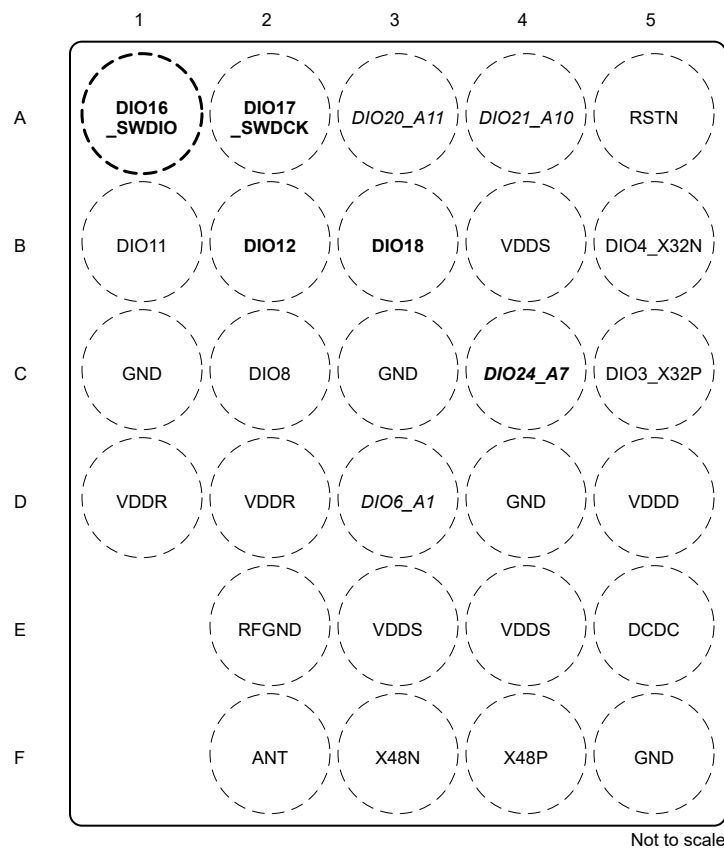 1 2 3 4 5
A DIO16 _SWDIO DIO17 _SWDCK DIO20_A11 DIO21_A10 RSTN
B DIO11 DIO12 DIO18 VDDS DIO4_X32N
C GND DIO8 GND DIO24_A7 DIO3_X32P
D VDDR VDDR DIO6_A1 GND VDDD
E RFGND VDDS VDDS DCDC
F ANT X48N X48P GND
Not to scale